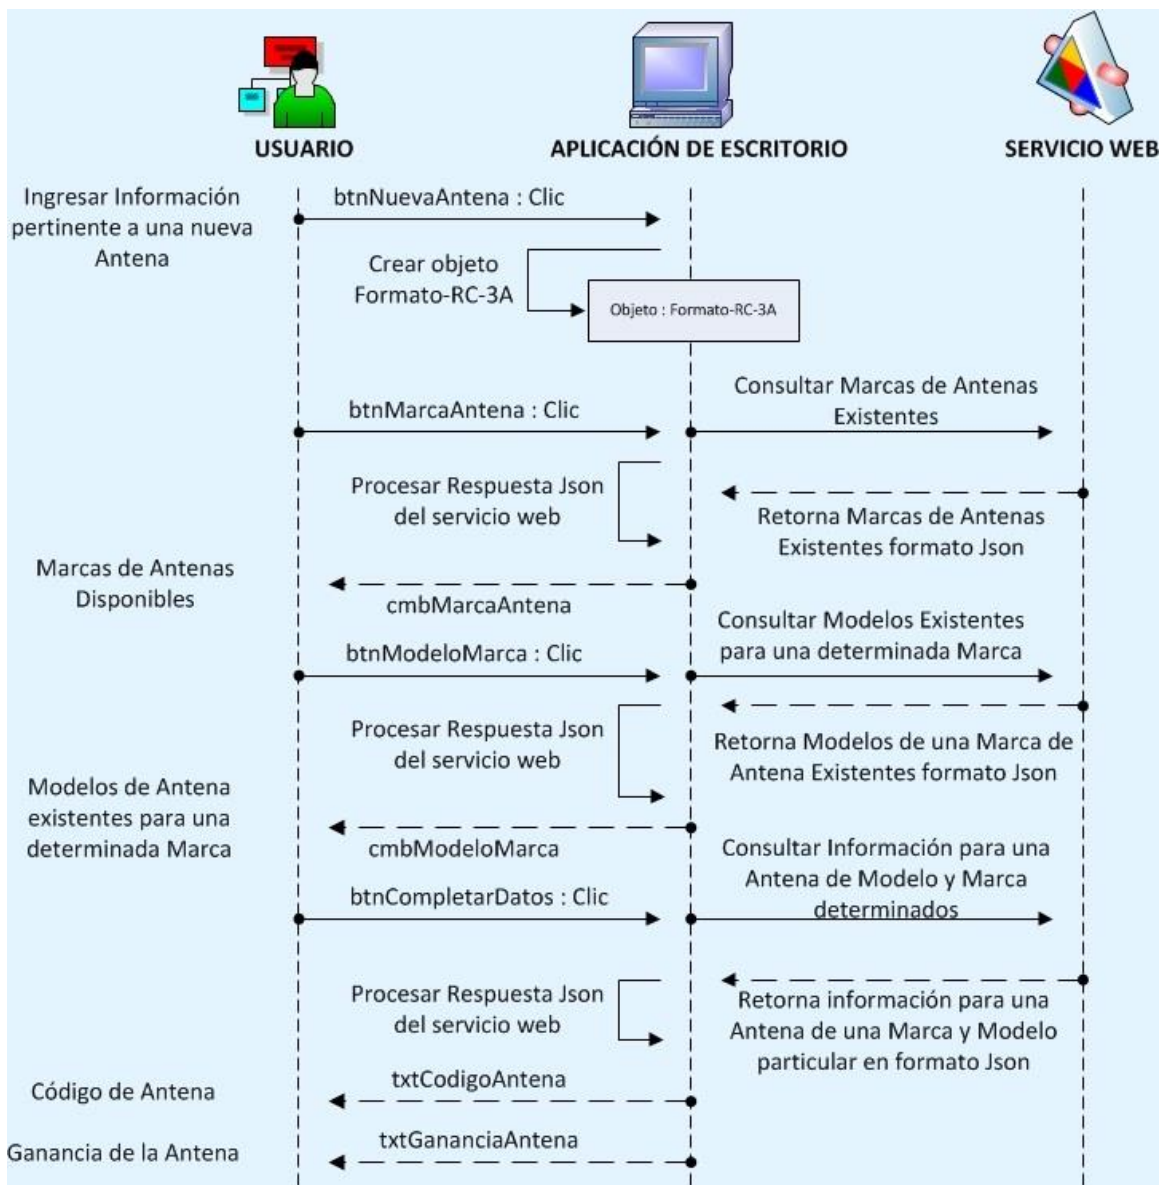 USUARIO
APLICACIÓN DE ESCRITORIO
SERVICIO WEB
Ingresar Información
pertinente a una nueva
Antena
btnNuevaAntena : Clic
Crear objeto
Formato-RC-3A
Objeto : Formato-RC-3A
btnMarcaAntena : Clic
Consultar Marcas de Antenas
Existentes
Procesar Respuesta Json
del servicio web
Retorna Marcas de Antenas
Existentes formato Json
Marcas de Antenas
Disponibles
cmbMarcaAntena
btnModeloMarca : Clic
Consultar Modelos Existentes
para una determinada Marca
Procesar Respuesta Json
del servicio web
Retorna Modelos de una Marca de
Antena Existentes formato Json
Modelos de Antena
existentes para una
determinada Marca
cmbModeloMarca
btnCompletarDatos : Clic
Consultar Información para una
Antena de Modelo y Marca
determinados
Procesar Respuesta Json
del servicio web
Retorna información para una
Antena de una Marca y Modelo
particular en formato Json
Código de Antena
txtCodigoAntena
Ganancia de la Antena
txtGananciaAntena